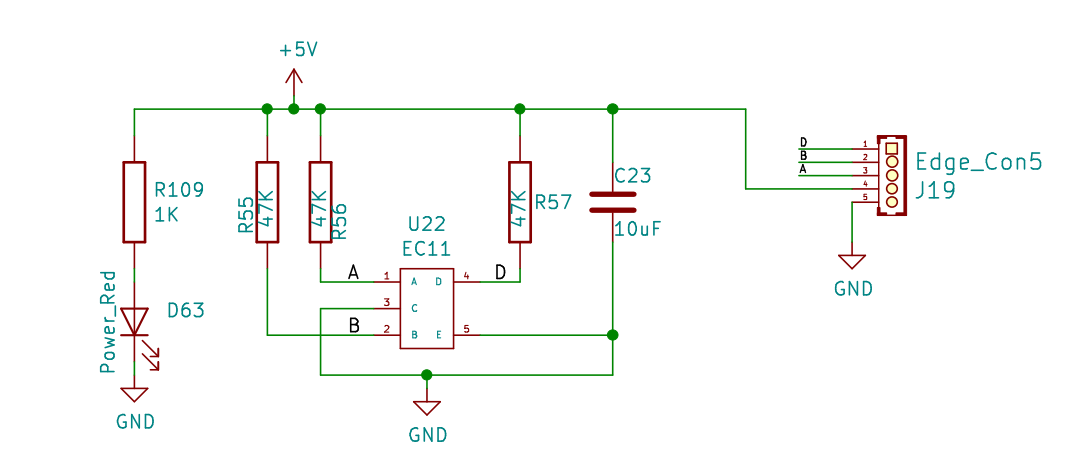 +5V
R109
1K
Power_Red
D63
GND
R55
47K
47K
R56
U22
EC11
A
1
A
D
4
D
3
C
B
2
B
E
5
GND
47K
R57
C23
10uF
D
1
B
2
A
3
4
5
Edge_Con5
J19
GND